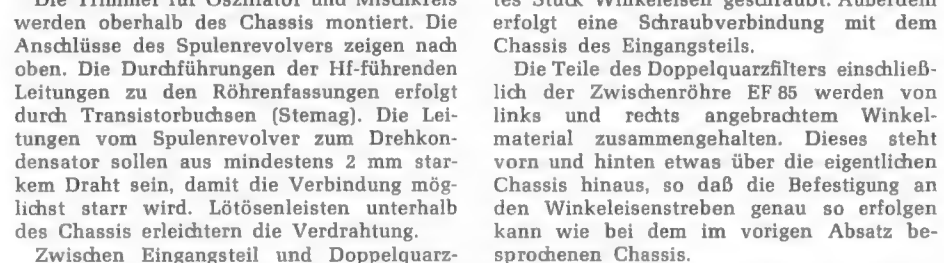 Die Trimmer für Oszillator und Mischkreis
werden oberhalb des Chassis montiert. Die
Anschlüsse des Spulenrevolvers zeigen nach
oben. Die Durchführungen der Hf-führenden
Leitungen zu den Röhrenfassungen erfolgt
durch Transistorbuchsen (Stemag). Die Lei-
tungen vom Spulenrevolver zum Drehkon-
densator sollen aus mindestens 2 mm star-
kem Draht sein, damit die Verbindung mög-
lichst starr wird. Lötösenleisten unterhalb
des Chassis erleichtern die Verdrahtung.
Zwischen Eingangsteil und Doppelquarz-
tes Stück Winkeleisen geschraubt. Außerdem
erfolgt eine Schraubverbindung mit dem
Chassis des Eingangsteils.
Die Teile des Doppelquarzfilters einschließ-
lich der Zwischenröhre EF 85 werden von
links und rechts angebrachtem Winkel-
material zusammengehalten. Dieses steht
vorn und hinten etwas über die eigentlichen
Chassis hinaus, so daß die Befestigung an
den Winkeleisenstreben genau so erfolgen
kann wie bei dem im vorigen Absatz be-
sprochenen Chassis.